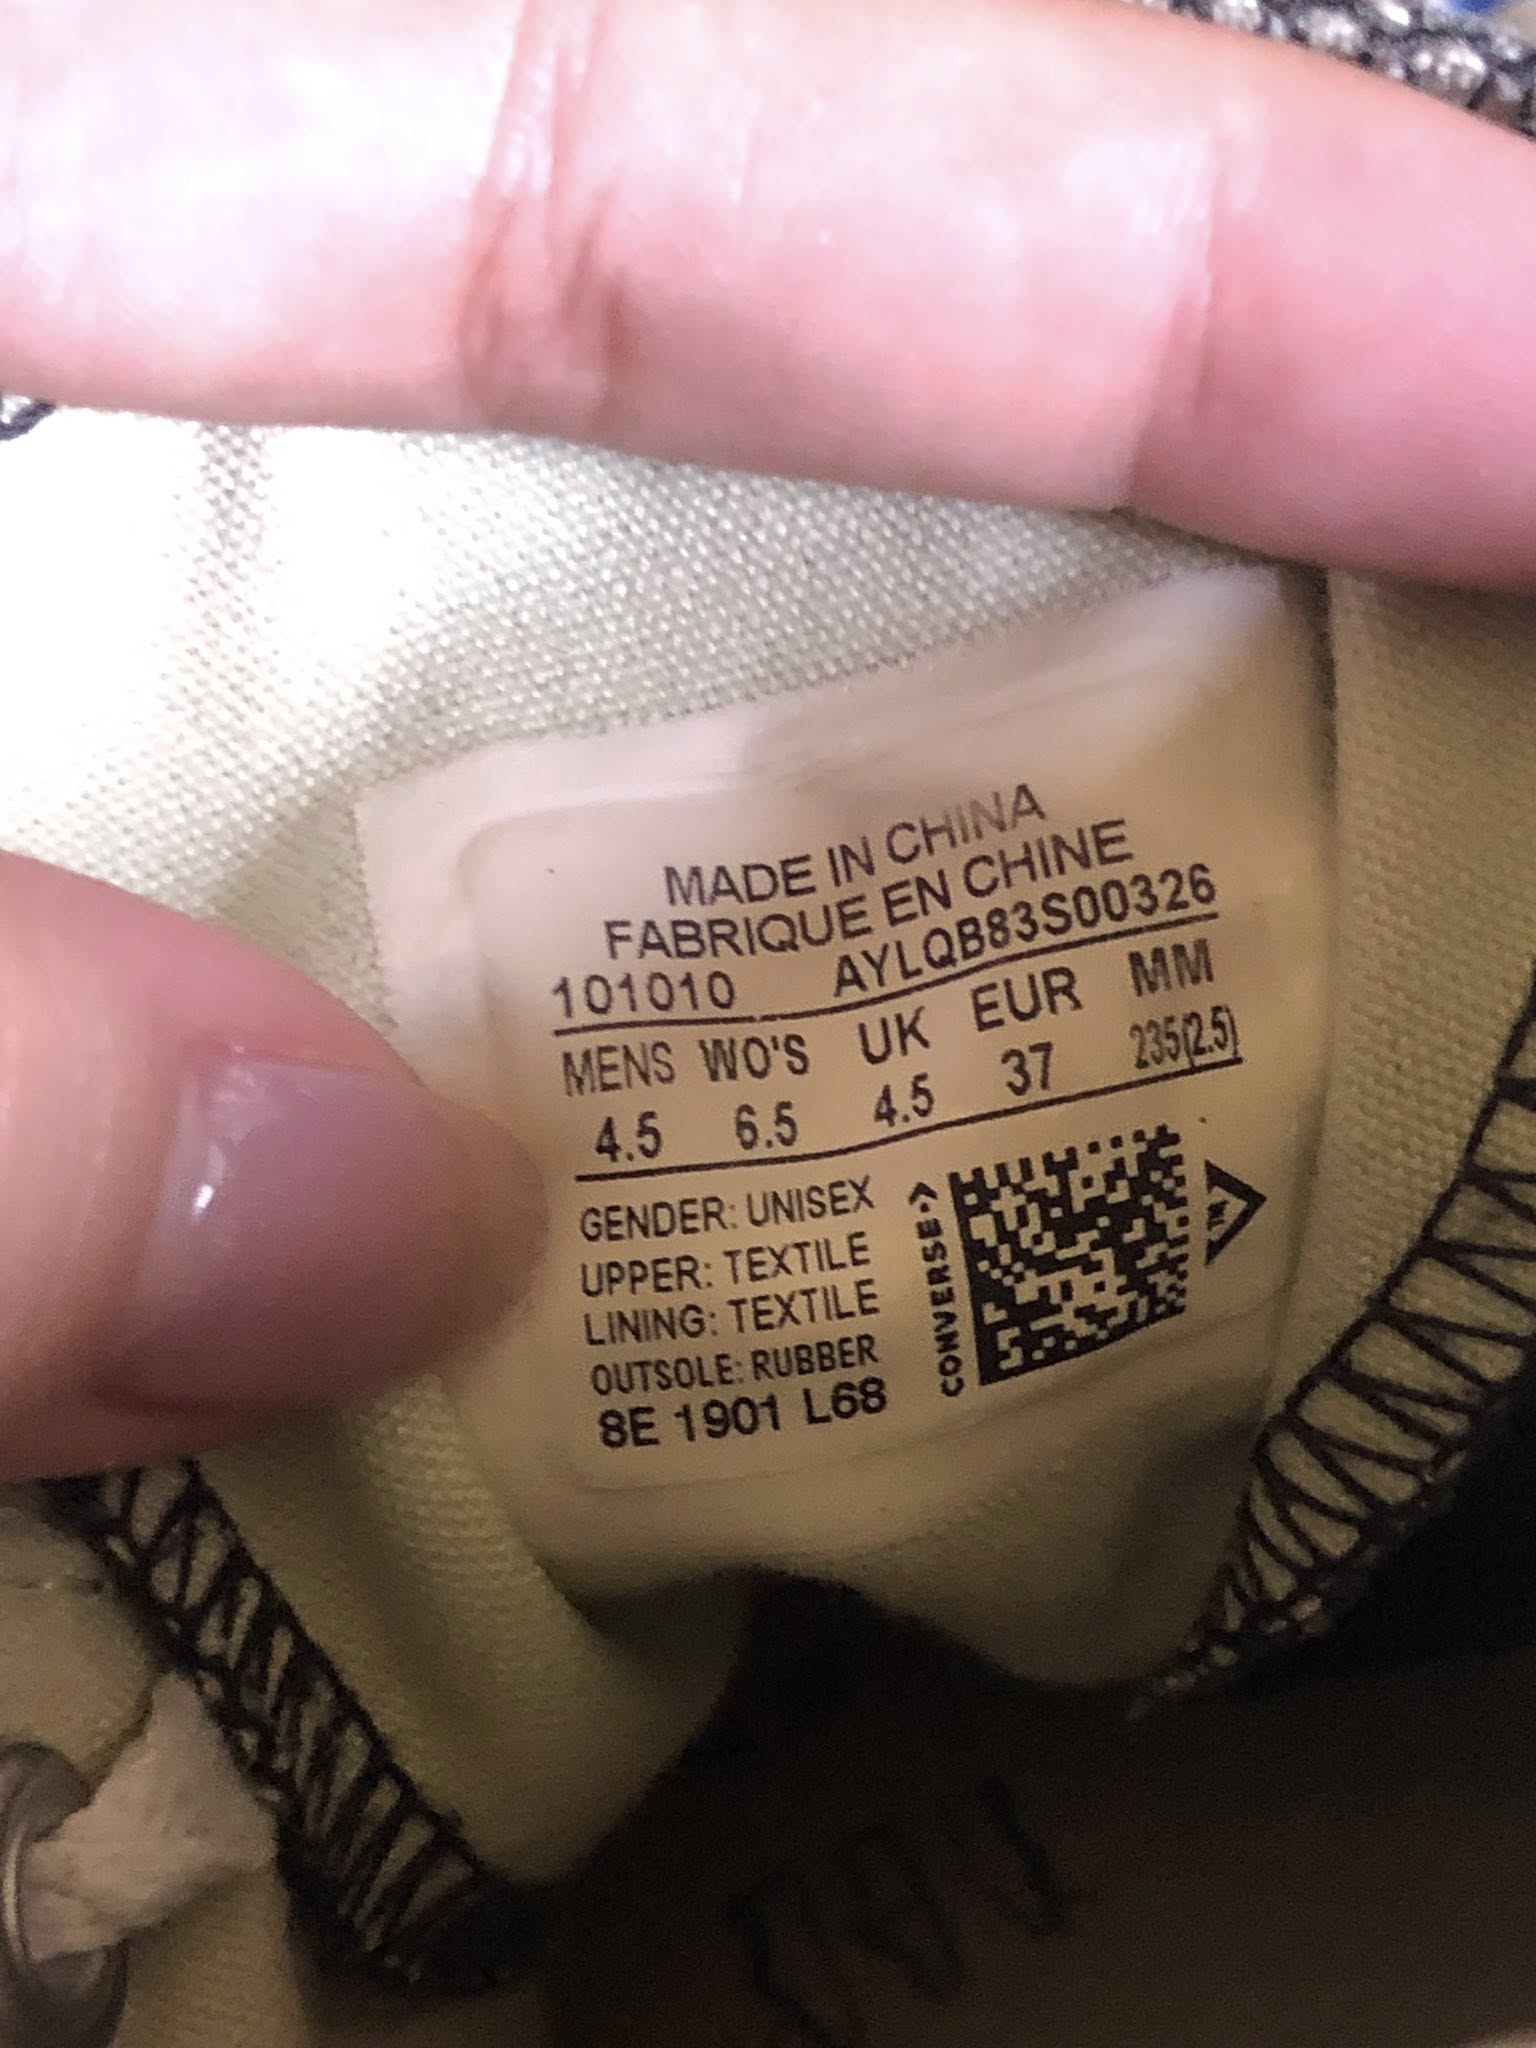 MADE IN CHINA
FABRIQUE EN CHINE
101010 AYLQB83S00326
MENS WO'S UK EUR MM
4.5 6.5 4.5 37 235(2.5)
GENDER: UNISEX
UPPER: TEXTILE
LINING: TEXTILE
OUTSOLE: RUBBER
8E 1901 L68
CONVERSE
TM